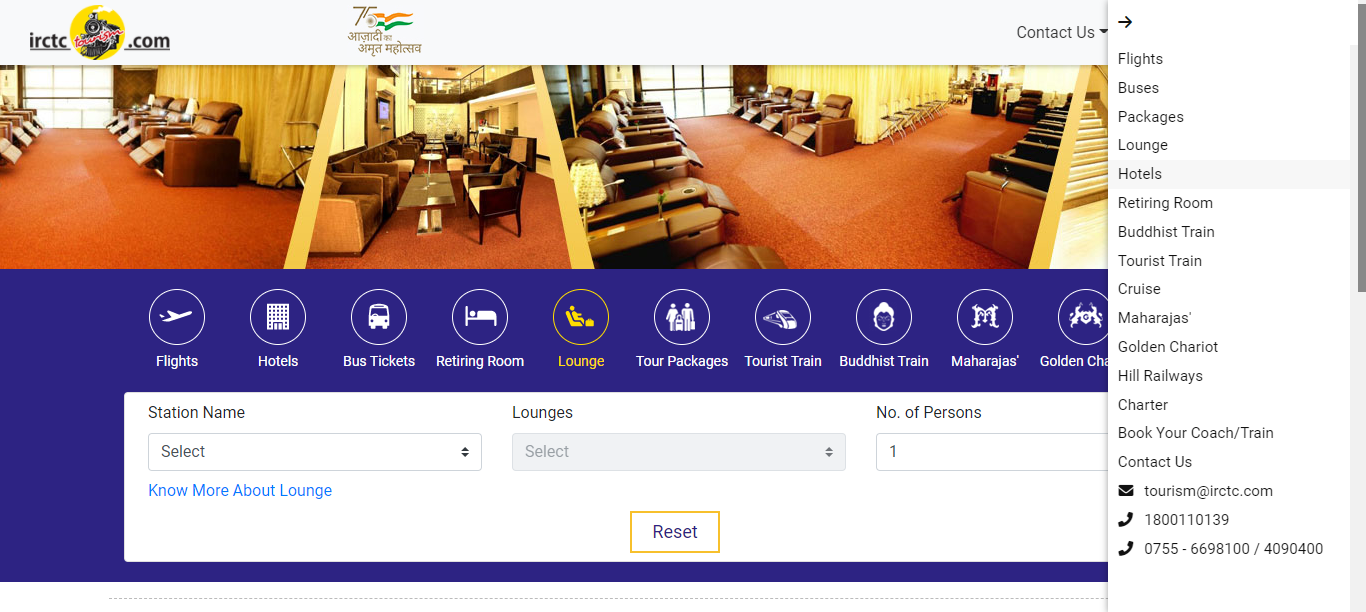 irctc tourism .com
75
आज़ादी का
अमृत महोत्सव
Contact Us
Flights
Hotels
Bus Tickets
Retiring Room
Lounge
Tour Packages
Tourist Train
Buddhist Train
Maharajas'
Golden Cha
Station Name
Lounges
No. of Persons
Select
Select
1
Know More About Lounge
Reset
Flights
Buses
Packages
Lounge
Hotels
Retiring Room
Buddhist Train
Tourist Train
Cruise
Maharajas'
Golden Chariot
Hill Railways
Charter
Book Your Coach/Train
Contact Us
tourism@irctc.com
1800110139
0755 - 6698100 / 4090400